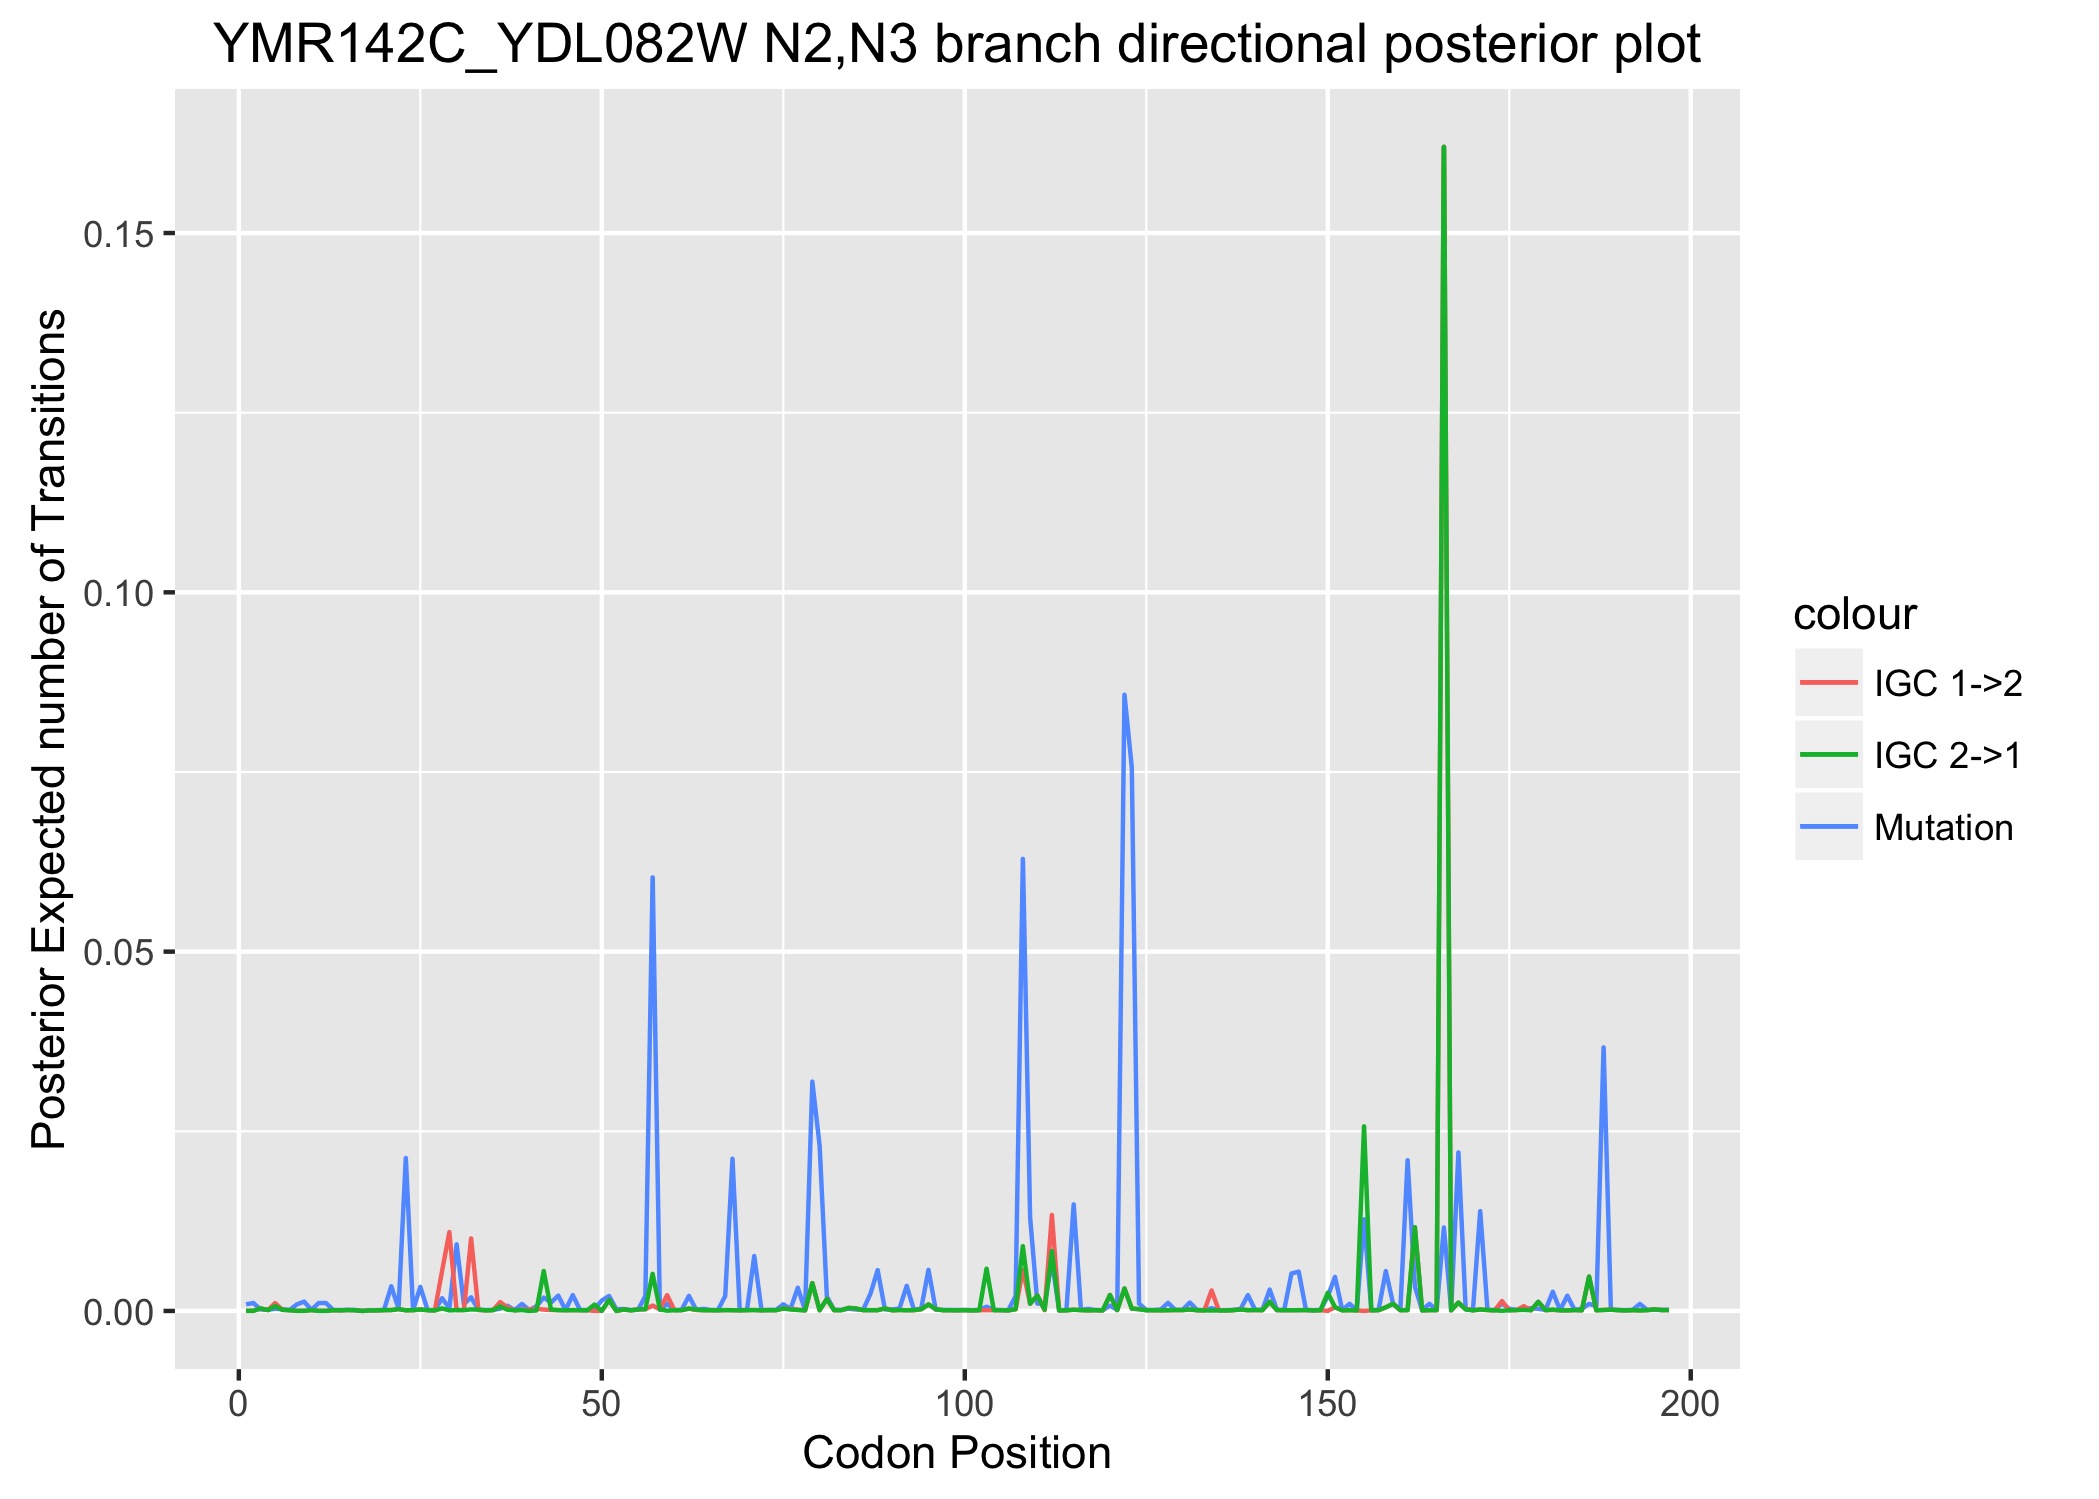 YMR142C_YDL082W N2,N3 branch directional posterior plot
Posterior Expected number of Transitions
0.15
0.10
0.05
0.00
0
50
100
150
200
Codon Position
colour
IGC 1->2
IGC 2->1
Mutation